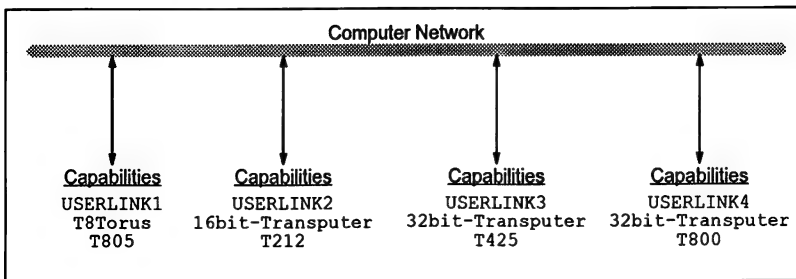 Computer Network
Capabilities
USERLINK1
T8Torus
T805
Capabilities
USERLINK2
16bit-Transputer
T212
Capabilities
USERLINK3
32bit-Transputer
T425
Capabilities
USERLINK4
32bit-Transputer
T800